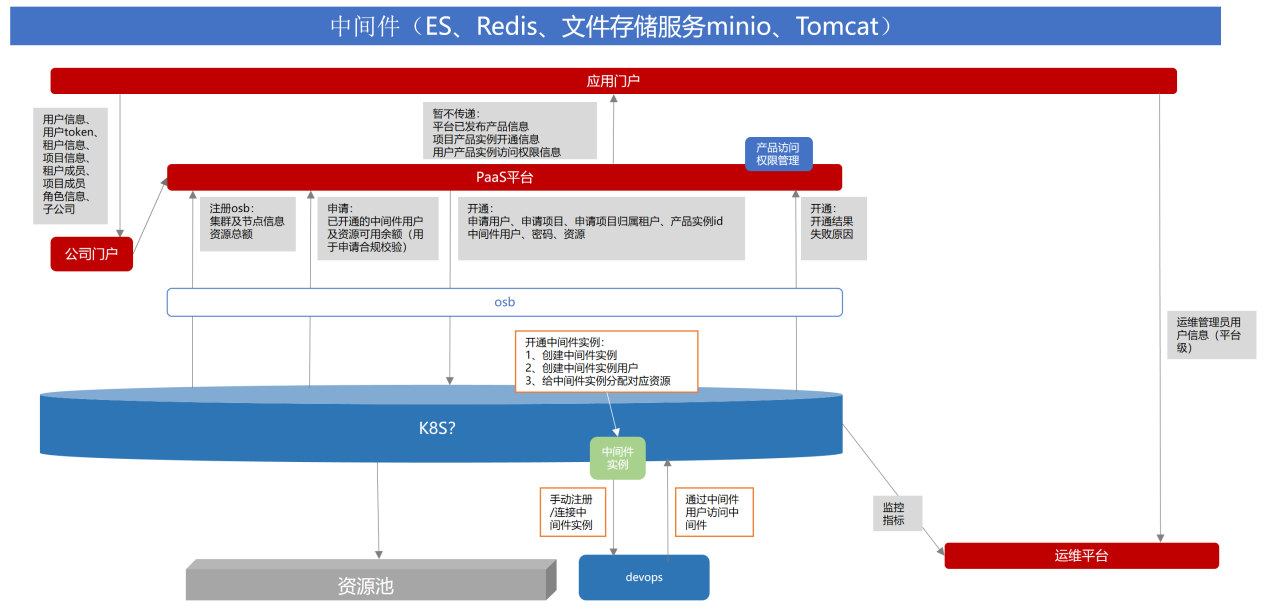 中间件（ES、Redis、文件存储服务minio、Tomcat）
应用门户
用户信息、
用户token、
租户信息、
项目信息、
租户成员、
项目成员
角色信息、
子公司
暂不传递：
平台已发布产品信息
项目产品实例开通信息
用户产品实例访问权限信息
产品访问
权限管理
PaaS平台
公司门户
注册osb：
集群及节点信息
资源总额
申请：
已开通的中间件用户
及资源可用余额（用
于申请合规校验）
开通：
申请用户、申请项目、申请项目归属租户、产品实例id
中间件用户、密码、资源
开通：
开通结果
失败原因
osb
运维管理员用
户信息（平台
级）
开通中间件实例：
1、创建中间件实例
2、创建中间件实例用户
3、给中间件实例分配对应资源
K8S?
中间件
实例
手动注册
/连接中
间件实例
通过中间件
用户访问中
间件
监控
指标
运维平台
资源池
devops